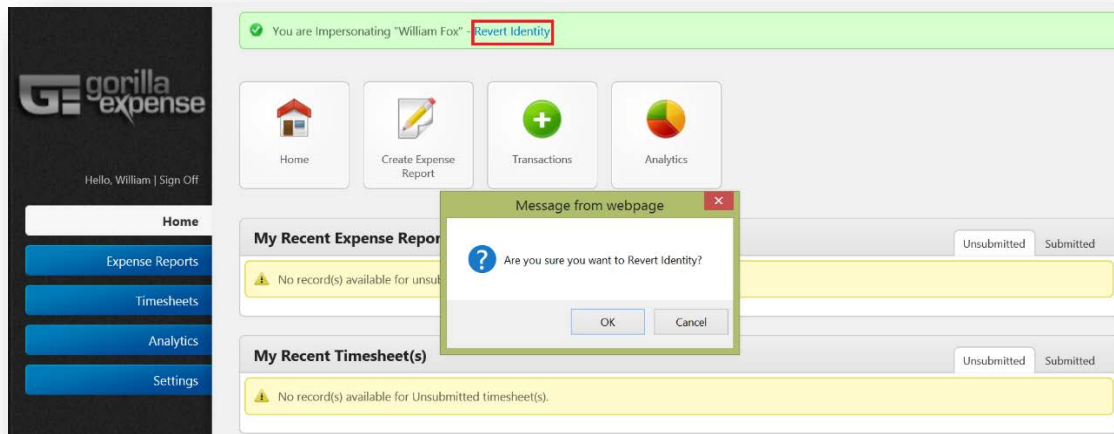 You are Impersonating "William Fox" - Revert Identity
gorilla
expense
Hello, William | Sign Off
Home
Expense Reports
Timesheets
Analytics
Settings
Home
Create Expense
Report
Transactions
Analytics
Message from webpage
Are you sure you want to Revert Identity?
OK
Cancel
My Recent Expense Repor
Unsubmitted
Submitted
No record(s) available for unsub
My Recent Timesheet(s)
Unsubmitted
Submitted
No record(s) available for Unsubmitted timesheet(s).